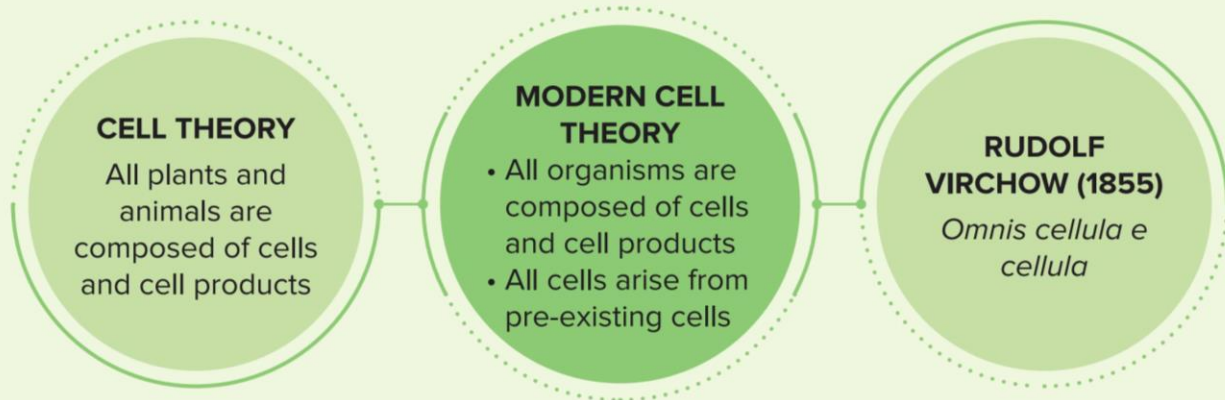 CELL THEORY
All plants and
animals are
composed of cells
and cell products
MODERN CELL
THEORY
• All organisms are
composed of cells
and cell products
• All cells arise from
pre-existing cells
RUDOLF
VIRCHOW (1855)
Omnis cellula e
cellula